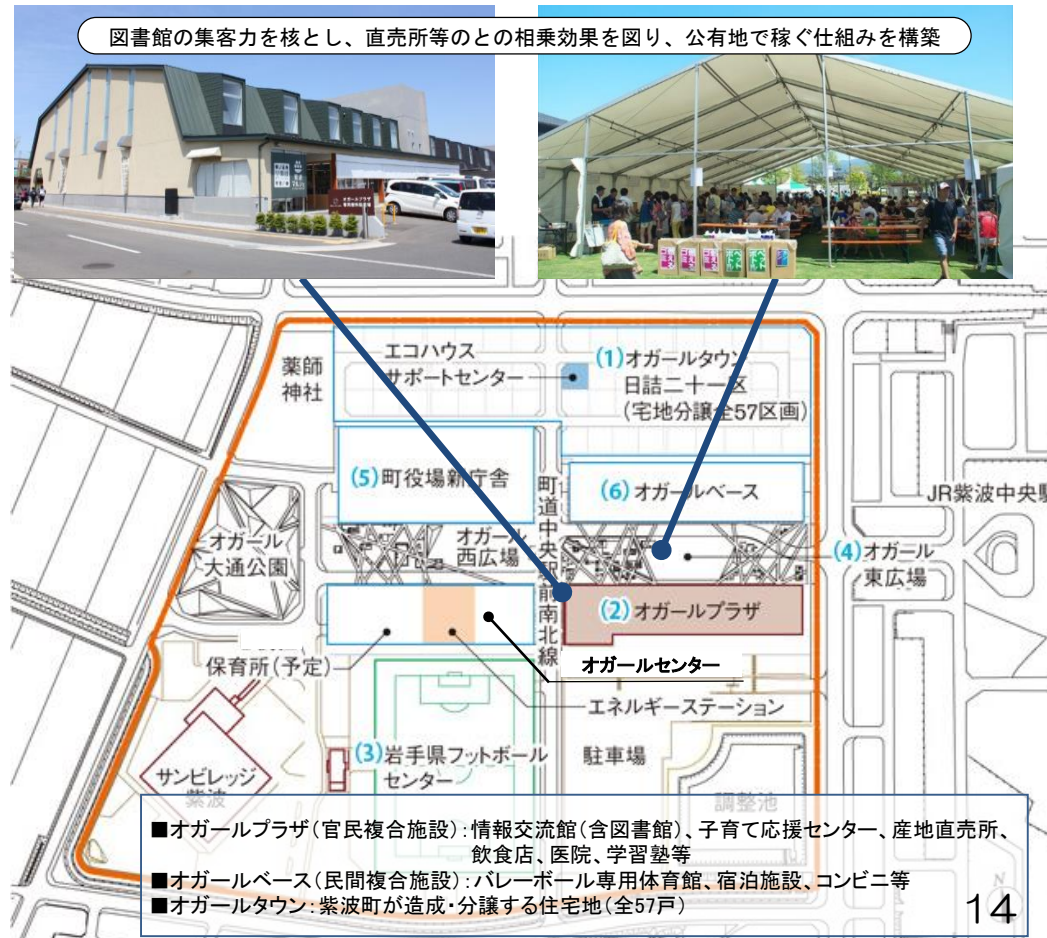 図書館の集客力を核とし、直売所等のとの相乗効果を図り、公有地で稼ぐ仕組みを構築
オガールプラザ
薬師
神社
エコハウス
サポートセンター
(1)オガールタウン
日詰二十一区
(宅地分譲全57区画)
(5)町役場新庁舎
町道中央駅前南北線
(6)オガールベース
JR紫波中央駅
オガール
大通公園
オガール
西広場
(4)オガール
東広場
(2)オガールプラザ
保育所(予定)
オガールセンター
エネルギーステーション
(3)岩手県フットボール
センター
駐車場
サンビレッジ
紫波
調整池
■オガールプラザ(官民複合施設):情報交流館(含図書館)、子育て応援センター、産地直売所、
飲食店、医院、学習塾等
■オガールベース(民間複合施設):バレーボール専用体育館、宿泊施設、コンビニ等
■オガールタウン:紫波町が造成・分譲する住宅地(全57戸)
N
14